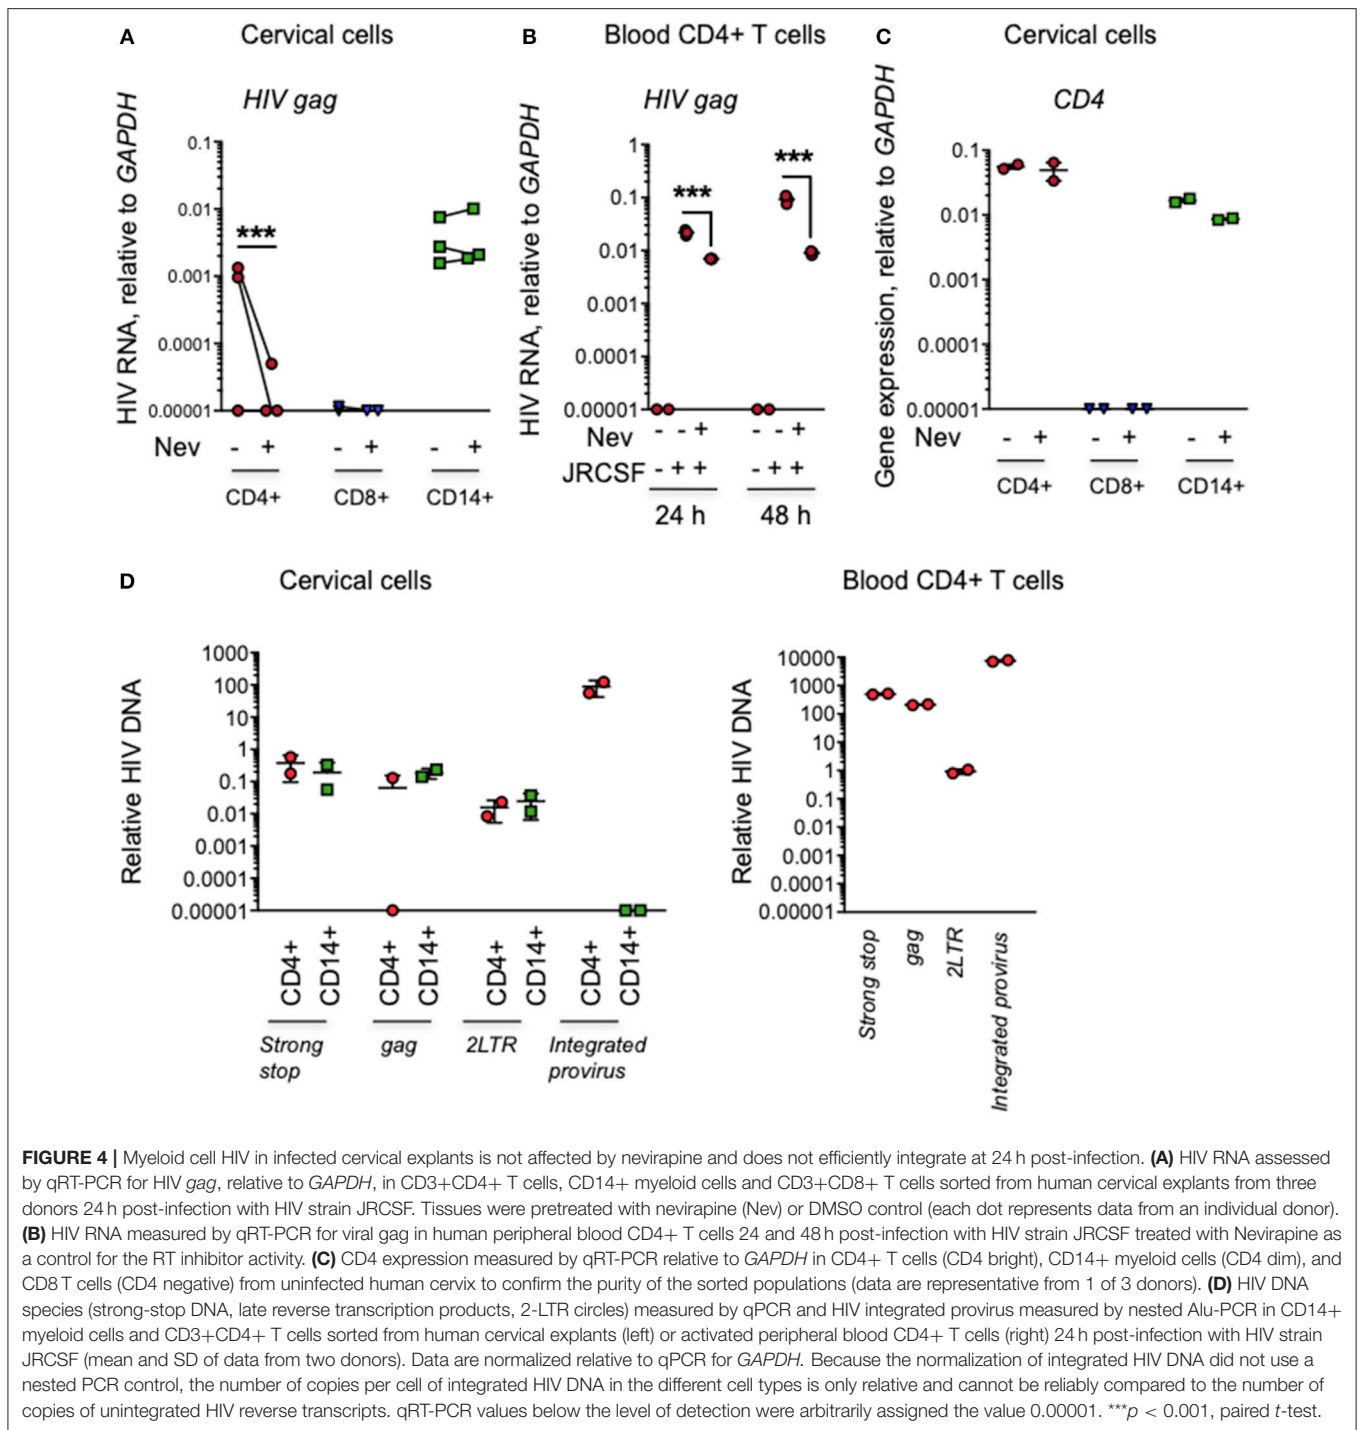 A
Cervical cells
HIV gag
HIV RNA, relative to GAPDH
0.1
0.01
0.001
0.0001
0.00001
***
Nev - + - + - +
CD4+ CD8+ CD14+
B
Blood CD4+ T cells
HIV gag
HIV RNA, relative to GAPDH
1
0.1
0.01
0.001
0.0001
0.00001
***
***
Nev - - + - - +
JRCSF - + + - + +
24 h 48 h
C
Cervical cells
CD4
Gene expression, relative to GAPDH
0.1
0.01
0.001
0.0001
0.00001
Nev - + - + - +
CD4+ CD8+ CD14+
D
Cervical cells
Relative HIV DNA
1000
100
10
1
0.1
0.01
0.001
0.0001
0.00001
CD4+ CD14+ CD4+ CD14+ CD4+ CD14+ CD4+ CD14+
Strong stop
gag
2LTR
Integrated provirus
Blood CD4+ T cells
Relative HIV DNA
10000
1000
100
10
1
0.1
0.01
0.001
0.0001
0.00001
Strong stop
gag
2LTR
Integrated provirus
FIGURE 4 | Myeloid cell HIV in infected cervical explants is not affected by nevirapine and does not efficiently integrate at 24 h post-infection. (A) HIV RNA assessed
by qRT-PCR for HIV gag, relative to GAPDH, in CD3+CD4+ T cells, CD14+ myeloid cells and CD3+CD8+ T cells sorted from human cervical explants from three
donors 24 h post-infection with HIV strain JRCSF. Tissues were pretreated with nevirapine (Nev) or DMSO control (each dot represents data from an individual donor).
(B) HIV RNA measured by qRT-PCR for viral gag in human peripheral blood CD4+ T cells 24 and 48 h post-infection with HIV strain JRCSF treated with Nevirapine as
a control for the RT inhibitor activity. (C) CD4 expression measured by qRT-PCR relative to GAPDH in CD4+ T cells (CD4 bright), CD14+ myeloid cells (CD4 dim), and
CD8 T cells (CD4 negative) from uninfected human cervix to confirm the purity of the sorted populations (data are representative from 1 of 3 donors). (D) HIV DNA
species (strong-stop DNA, late reverse transcription products, 2-LTR circles) measured by qPCR and HIV integrated provirus measured by nested Alu-PCR in CD14+
myeloid cells and CD3+CD4+ T cells sorted from human cervical explants (left) or activated peripheral blood CD4+ T cells (right) 24 h post-infection with HIV strain
JRCSF (mean and SD of data from two donors). Data are normalized relative to qPCR for GAPDH. Because the normalization of integrated HIV DNA did not use a
nested PCR control, the number of copies per cell of integrated HIV DNA in the different cell types is only relative and cannot be reliably compared to the number of
copies of unintegrated HIV reverse transcripts. qRT-PCR values below the level of detection were arbitrarily assigned the value 0.00001. ***p < 0.001, paired t-test.